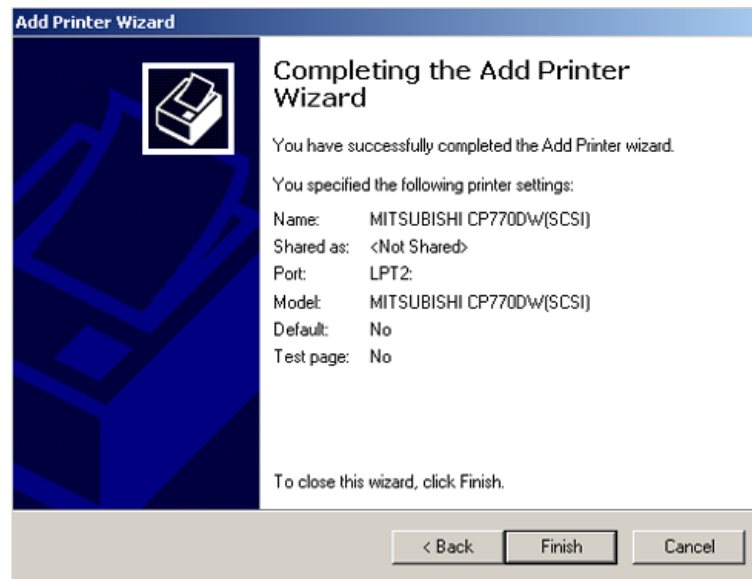 Add Printer Wizard
Completing the Add Printer
Wizard
You have successfully completed the Add Printer wizard.
You specified the following printer settings:
Name: MITSUBISHI CP770DW(SCSI)
Shared as: <Not Shared>
Port: LPT2:
Model: MITSUBISHI CP770DW(SCSI)
Default: No
Test page: No
To close this wizard, click Finish.
< Back Finish Cancel